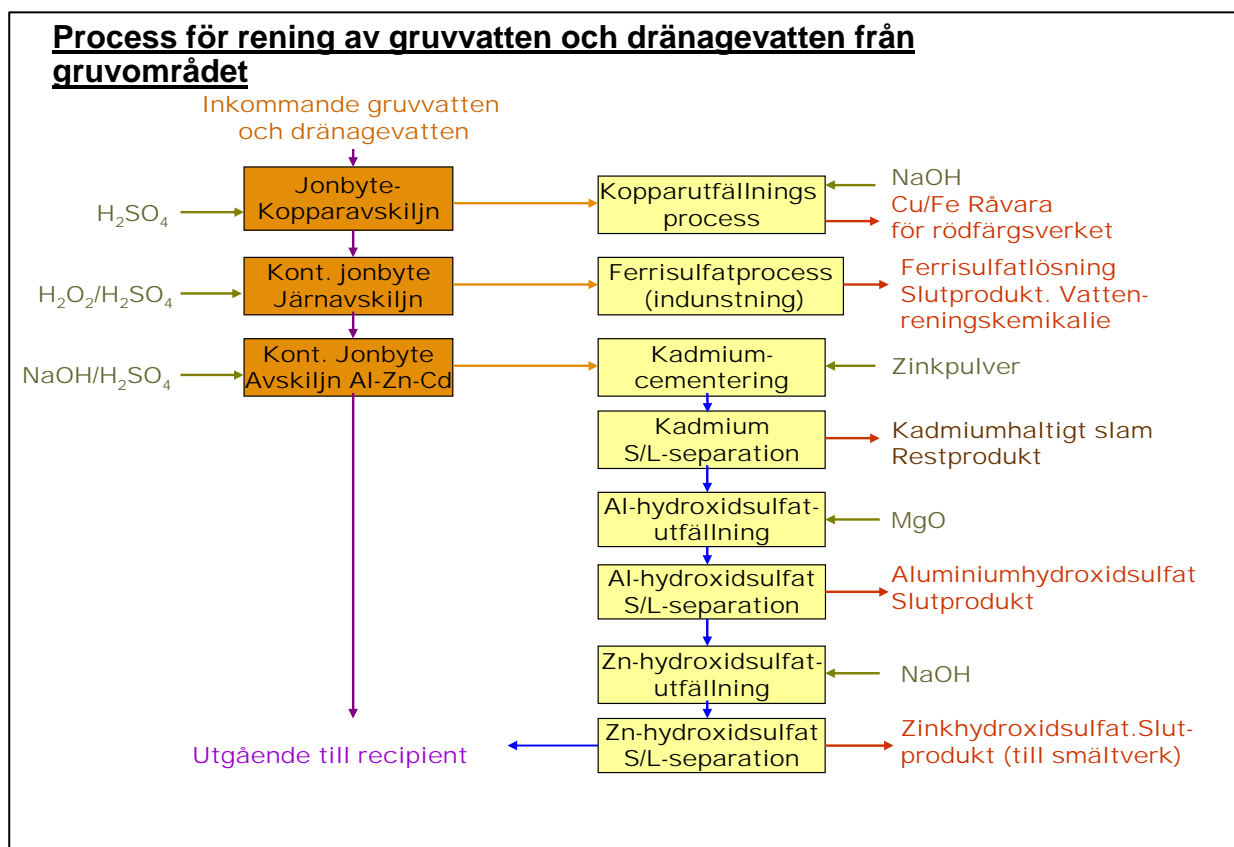 Process för rening av gruvvatten och dränagevatten från
gruvområdet
Inkommande gruvvatten
och dränagevatten
H2SO4
Jonbyte-
Kopparavskiljn
Kopparutfällnings
process
NaOH
Cu/Fe Råvara
för rödfärgsverket
H2O2/H2SO4
Kont. jonbyte
Järnavskiljn
Ferrisulfatprocess
(indunstning)
Ferrisulfatlösning
Slutprodukt. Vatten-
reningskemikalie
NaOH/H2SO4
Kont. Jonbyte
Avskiljn Al-Zn-Cd
Kadmium-
cementering
Zinkpulver
Kadmium
S/L-separation
Kadmiumhaltigt slam
Restprodukt
Al-hydroxidsulfat-
utfällning
MgO
Al-hydroxidsulfat
S/L-separation
Aluminiumhydroxidsulfat
Slutprodukt
Zn-hydroxidsulfat-
utfällning
NaOH
Utgående till recipient
Zn-hydroxidsulfat
S/L-separation
Zinkhydroxidsulfat.Slut-
produkt (till smältverk)